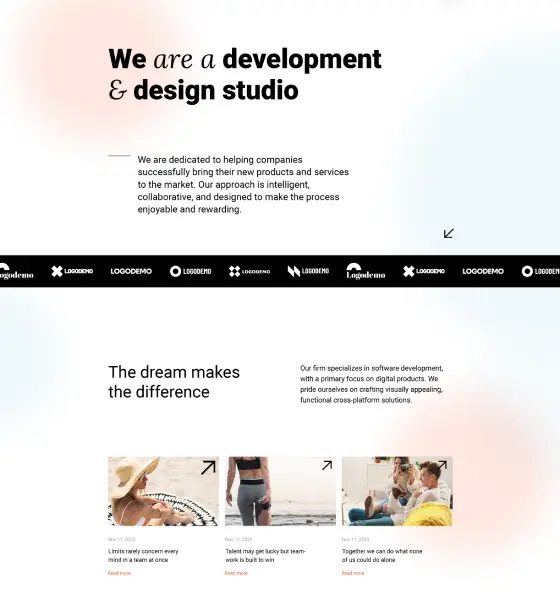 We are a development
& design studio
We are dedicated to helping companies
successfully bring their new products and services
to the market. Our approach is intelligent,
collaborative, and designed to make the process
enjoyable and rewarding.
Logodemo LOGODEMO LOGODEMO LOGODEMO LOGODEMO LOGODEMO Logodemo LOGODEMO LOGODEMO LOGODEM
The dream makes
the difference
Our firm specializes in software development,
with a primary focus on digital products. We
pride ourselves on crafting visually appealing,
functional cross-platform solutions.
Nov 11, 2023
Limits rarely concern every
mind in a team at once
Read more
Nov 11, 2023
Talent may get lucky but team-
work is built to win
Read more
Nov 11, 2023
Together we can do what none
of us could do alone
Read more